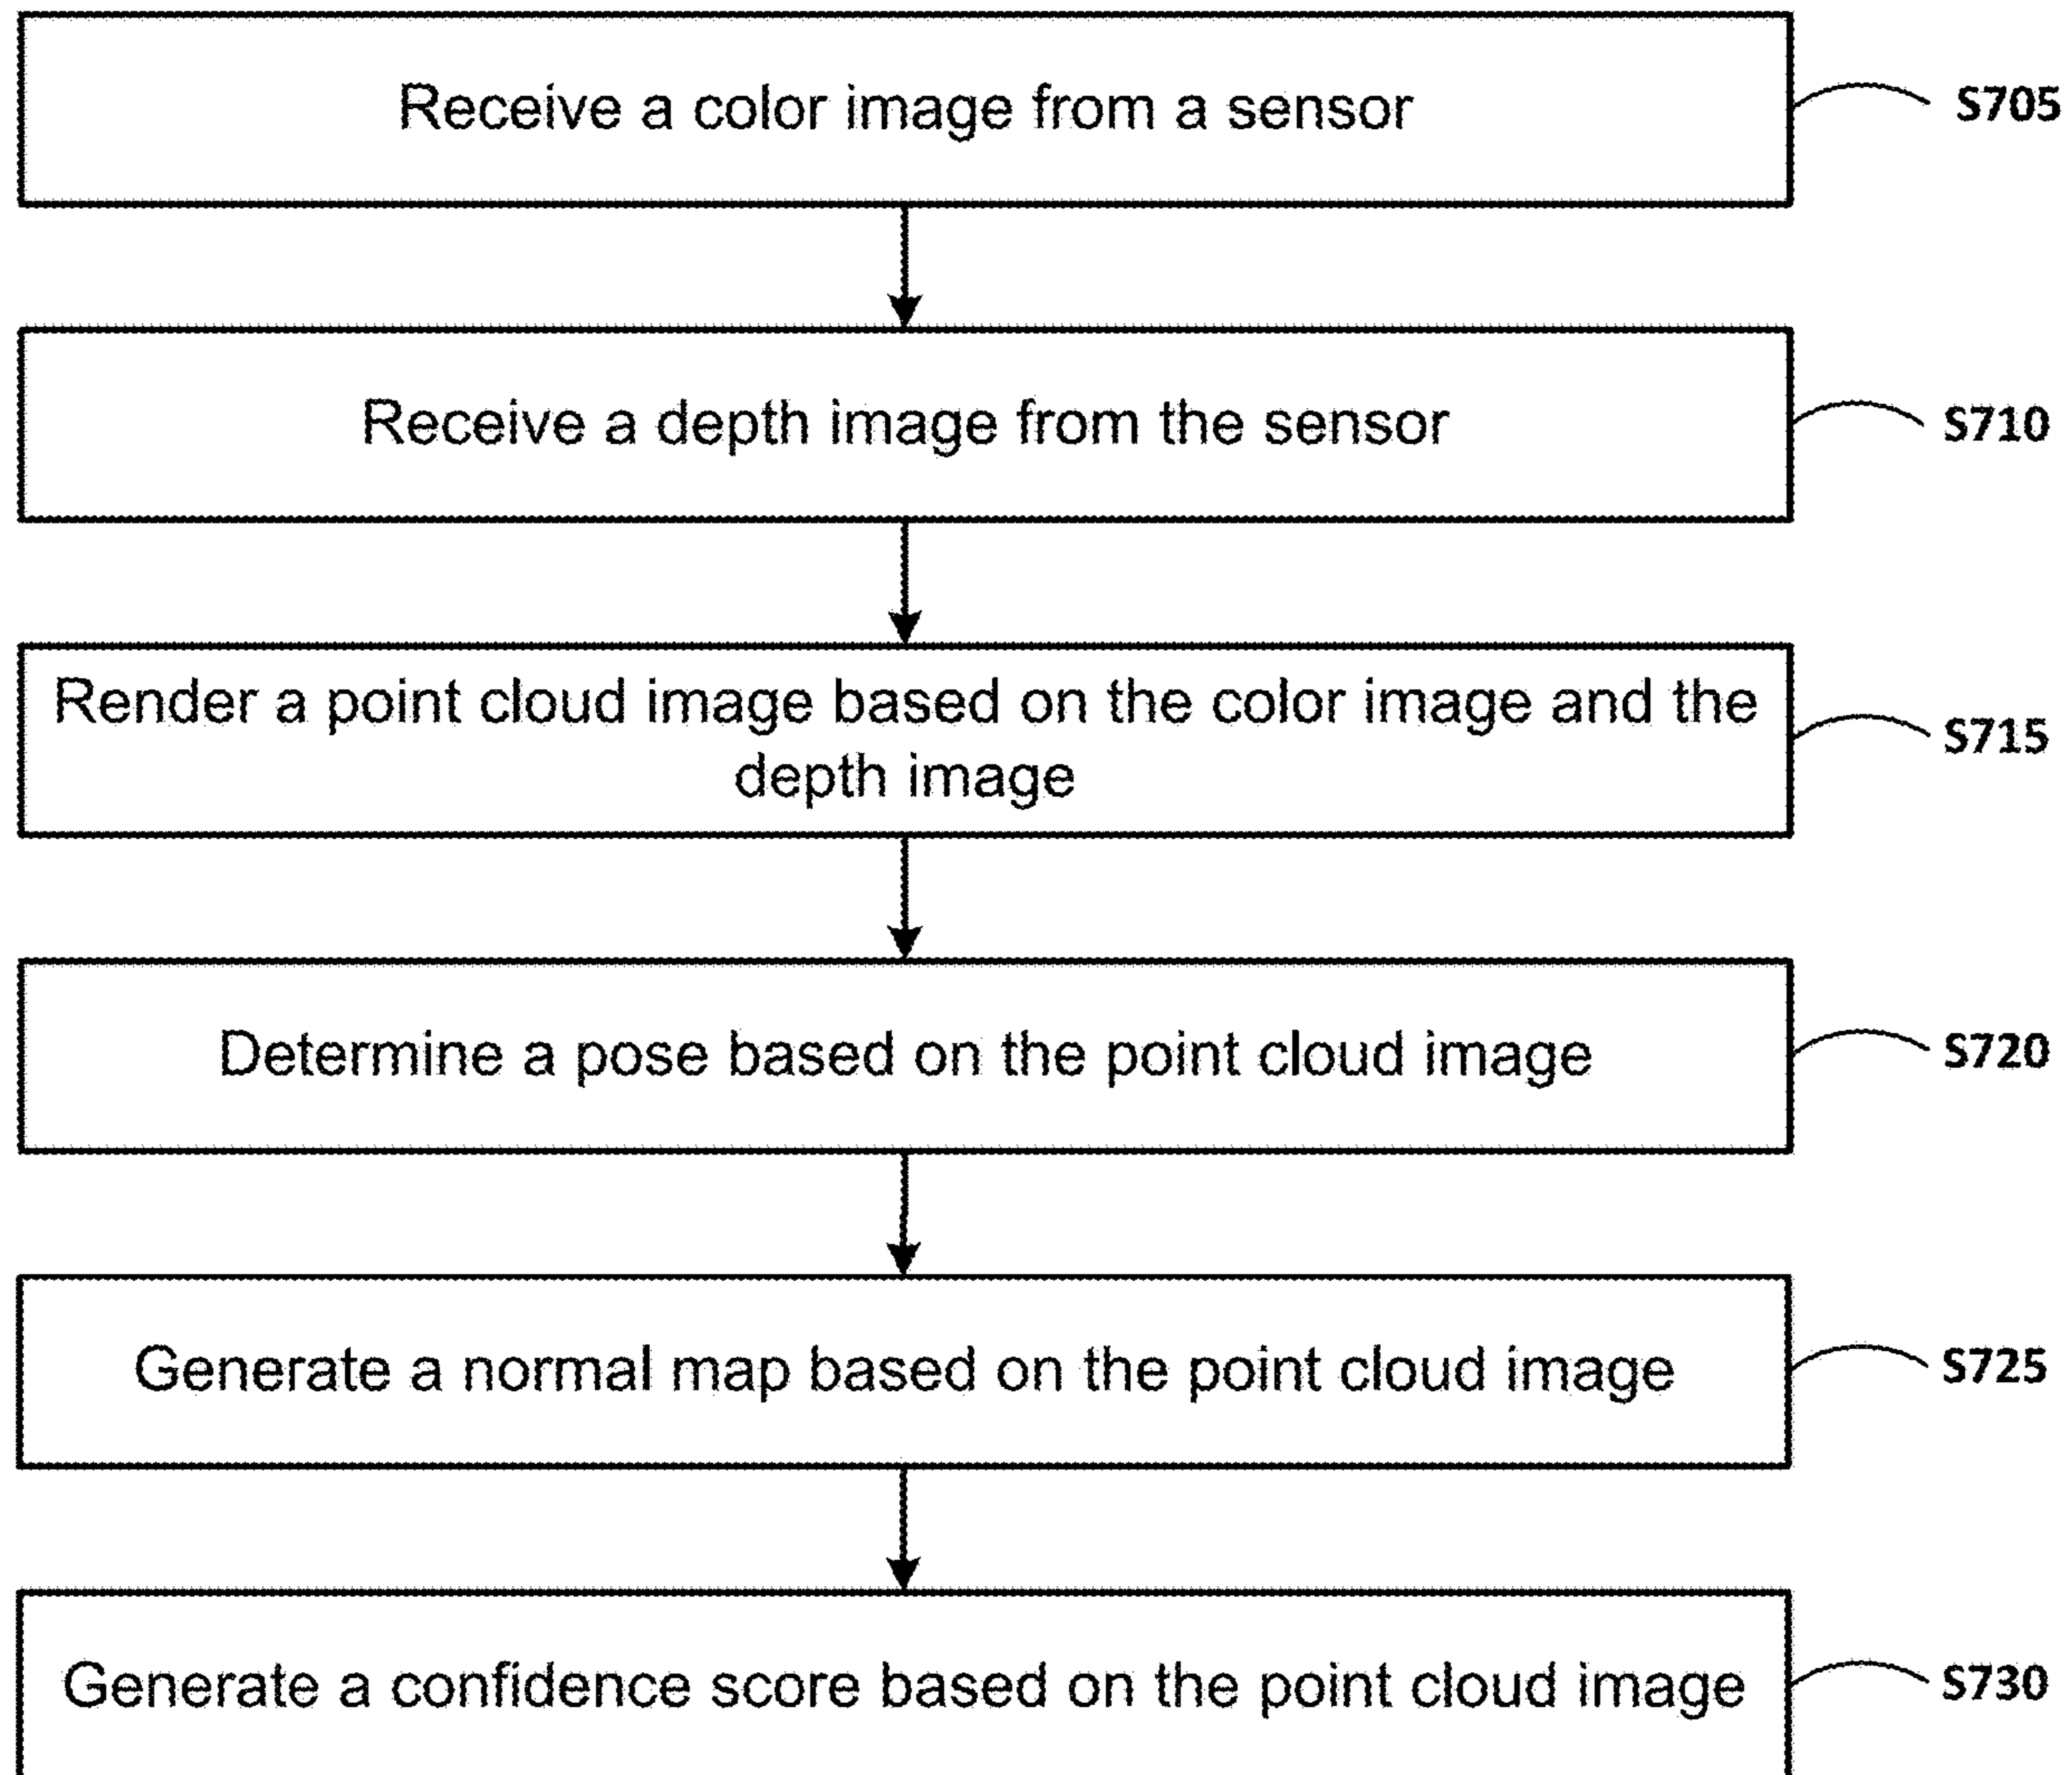 Receive a color image from a sensor
S705
Receive a depth image from the sensor
S710
Render a point cloud image based on the color image and the
depth image
S715
Determine a pose based on the point cloud image
S720
Generate a normal map based on the point cloud image
S725
Generate a confidence score based on the point cloud image
S730